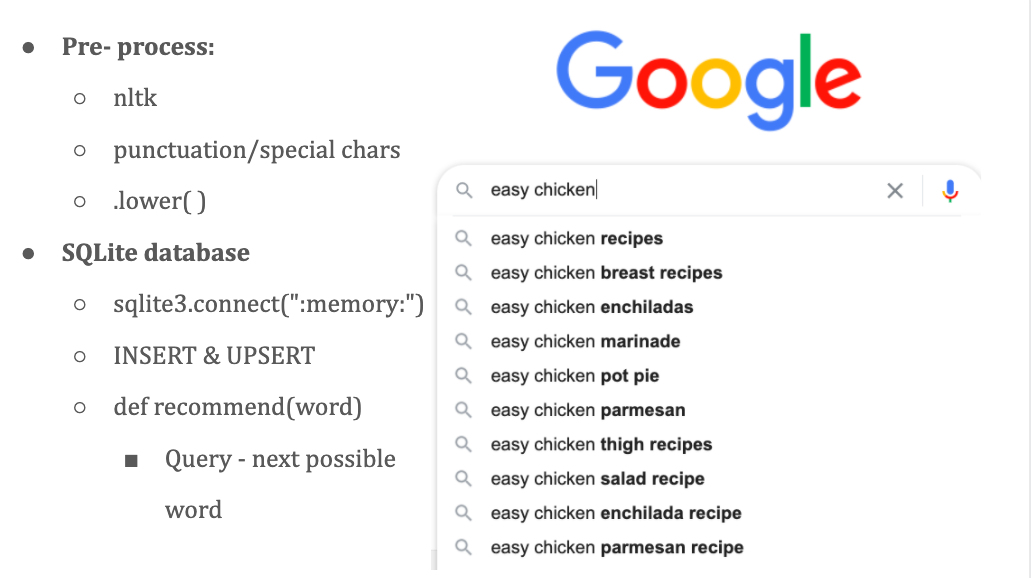 Pre- process:
nltk
punctuation/special chars
.lower( )
SQLite database
sqlite3.connect(":memory:")
INSERT & UPSERT
def recommend(word)
Query - next possible
word
Google
easy chicken
easy chicken recipes
easy chicken breast recipes
easy chicken enchiladas
easy chicken marinade
easy chicken pot pie
easy chicken parmesan
easy chicken thigh recipes
easy chicken salad recipe
easy chicken enchilada recipe
easy chicken parmesan recipe